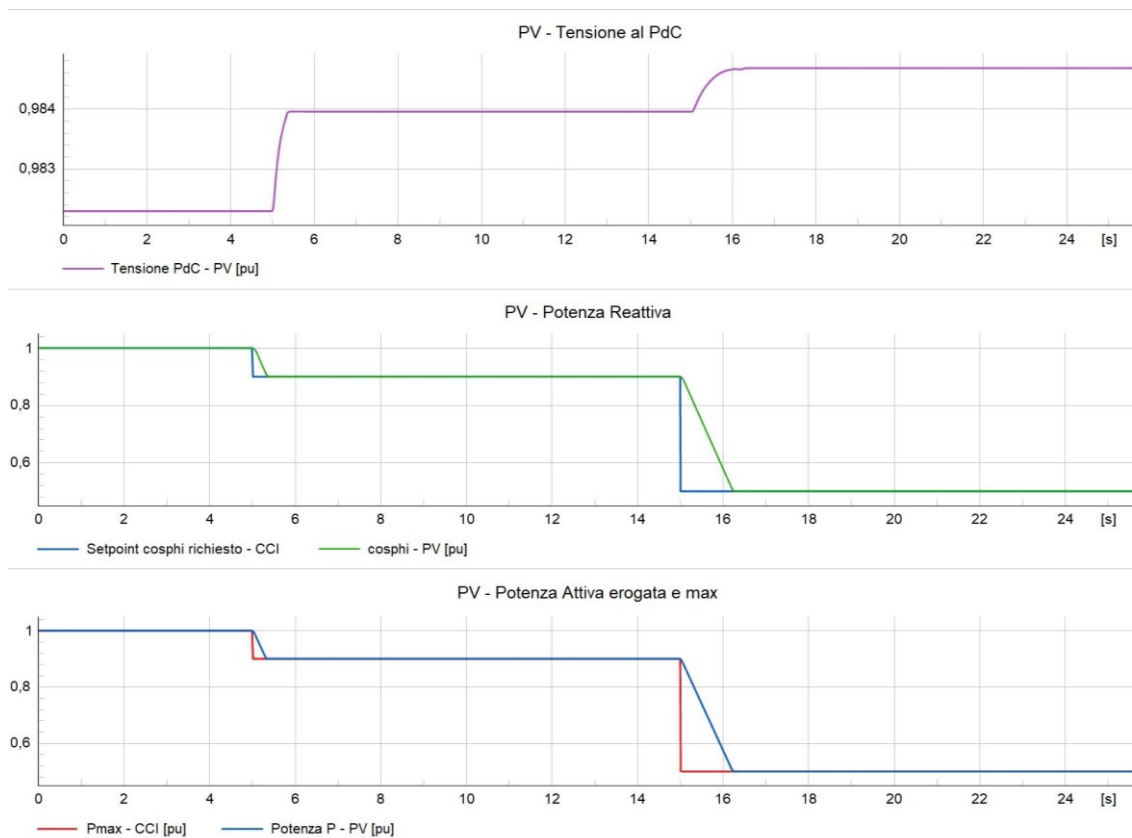 PV - Tensione al PdC
0,984
0,983
0 2 4 6 8 10 12 14 16 18 20 22 24 [s]
Tensione PdC - PV [pu]
PV - Potenza Reattiva
1
0,8
0,6
0 2 4 6 8 10 12 14 16 18 20 22 24 [s]
Setpoint cosphi richiesto - CCI cosphi - PV [pu]
PV - Potenza Attiva erogata e max
1
0,8
0,6
0 2 4 6 8 10 12 14 16 18 20 22 24 [s]
Pmax - CCI [pu] Potenza P - PV [pu]